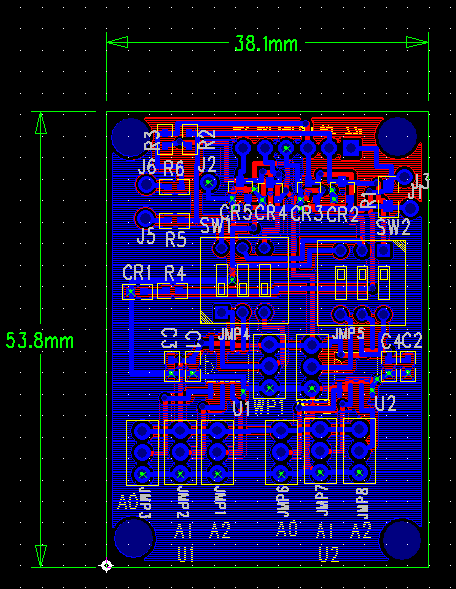 38.1mm
R3
R2
J6 R6 J2
J3
R1
J5 R5
CR5 CR4 CR3 CR2
SW1
SW2
CR1 R4
53.8mm
JMP4
JMP5
C3
C1
C4 C2
U1 WP1
U2
JMP3
JMP2
JMP1
JMP6
JMP7
JMP8
A0
A1 A2
A0
A1 A2
U1
U2